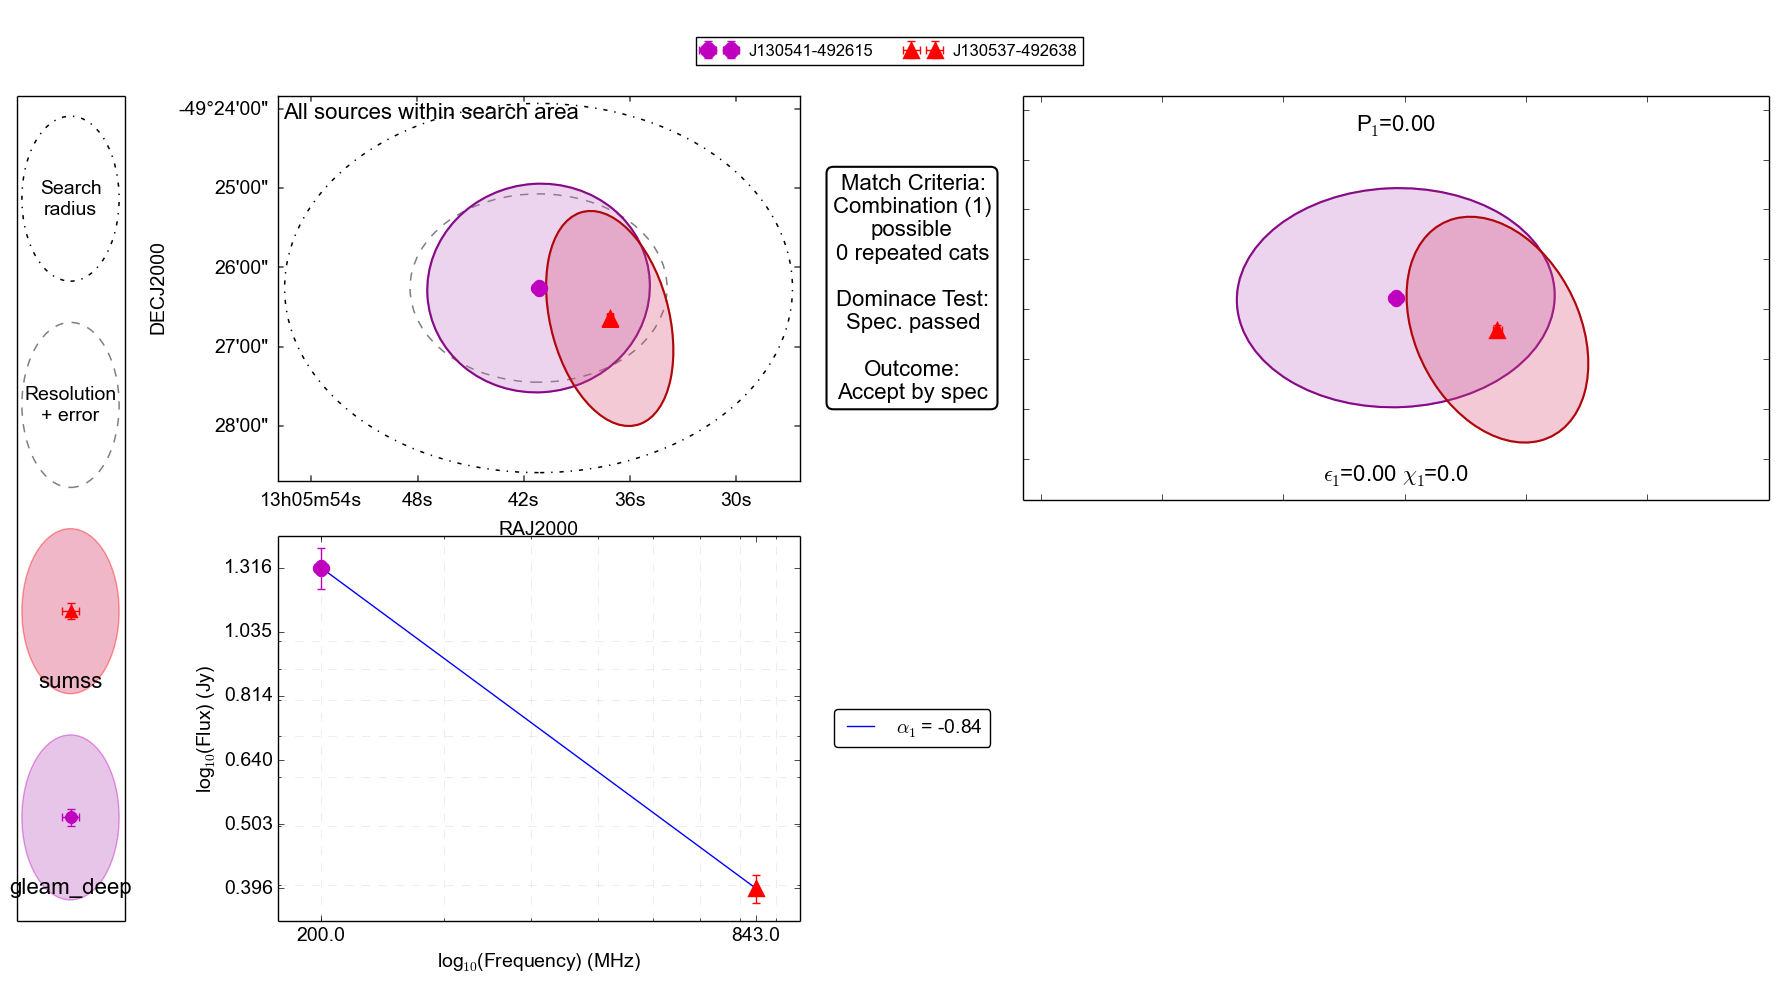 J130541-492615
J130537-492638
Search
radius
Resolution
+ error
sumss
gleam_deep
All sources within search area
DECJ2000
-49°24'00"
25'00"
26'00"
27'00"
28'00"
13h05m54s
48s
42s
36s
30s
RAJ2000
Match Criteria:
Combination (1)
possible
0 repeated cats
Dominace Test:
Spec. passed
Outcome:
Accept by spec
P₁=0.00
ϵ₁=0.00 χ₁=0.0
log₁₀(Flux) (Jy)
1.316
1.035
0.814
0.640
0.503
0.396
200.0
843.0
log₁₀(Frequency) (MHz)
α₁ = -0.84